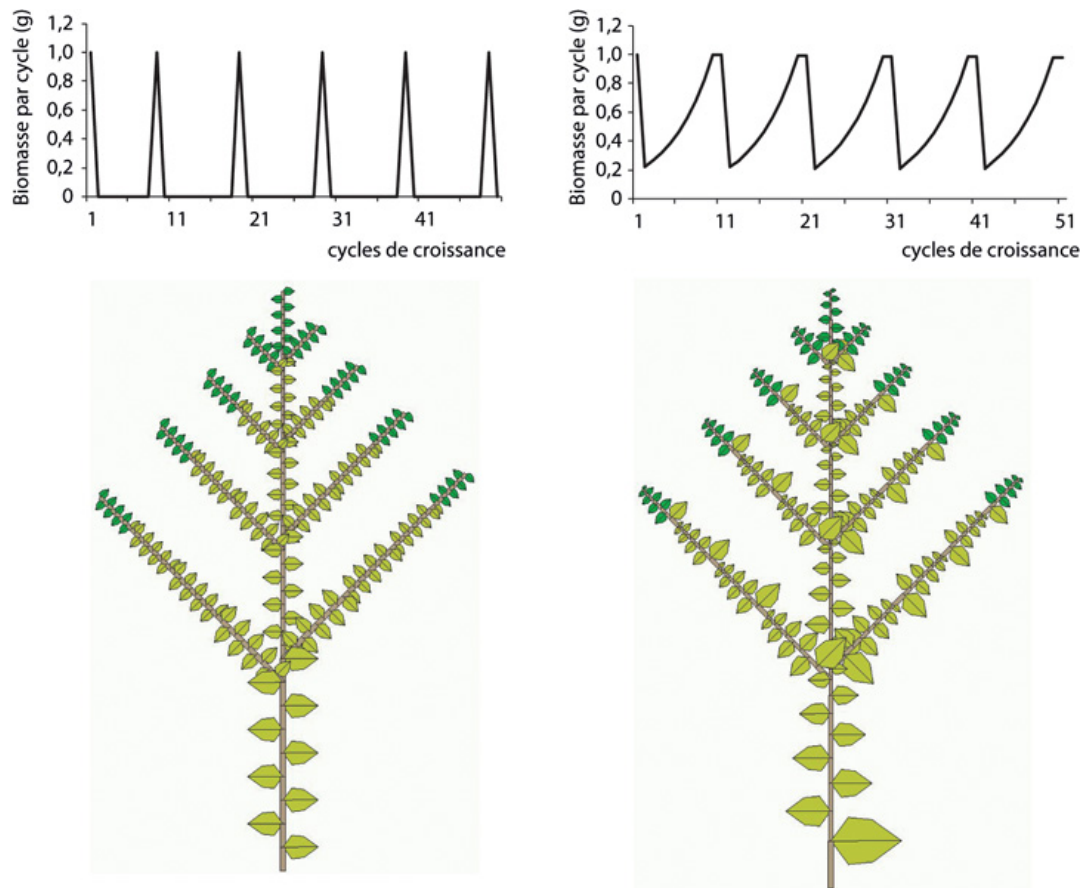 Biomasse par cycle (g)
1,2
1,0
0,8
0,6
0,4
0,2
0
1 11 21 31 41
cycles de croissance
Biomasse par cycle (g)
1,2
1,0
0,8
0,6
0,4
0,2
0
1 11 21 31 41 51
cycles de croissance